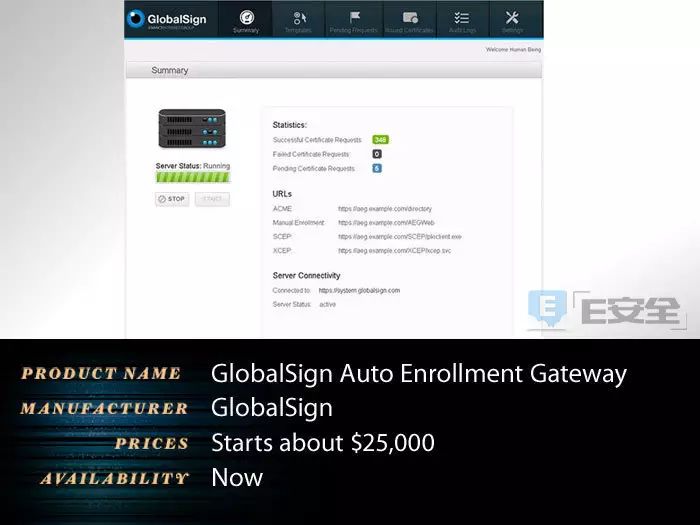 GlobalSign
Summary
Templates
Pending Requests
Issued Certificates
Audit Logs
Settings
Welcome Human Being
Summary
Statistics:
Successful Certificate Requests 346
Failed Certificate Requests 0
Pending Certificate Requests 6
Server Status: Running
STOP
START
URLs
ACME: https://aeg.example.com/directory
Manual Enrolment: https://aeg.example.com/AEGWeb
SCEP: https://aeg.example.com/SCEP/pkiclient.exe
XCEP: https://aeg.example.com/XCEP/xcep.svc
Server Connectivity
Connected to: https://system.globalsign.com
Server Status: active
E安全
PRODUCT NAME GlobalSign Auto Enrollment Gateway
MANUFACTURER GlobalSign
PRICES Starts about $25,000
AVAILABILITY Now